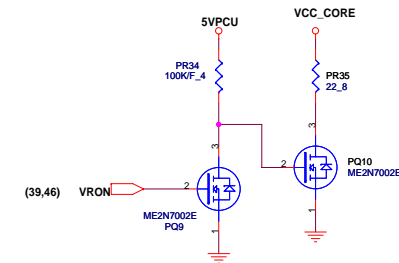 5VPCU
VCC_CORE
PR34
100K/F_4
PR35
22_8
3
3
2
PQ10
ME2N7002E
1
(39,46)
VRON
2
ME2N7002E
PQ9
1